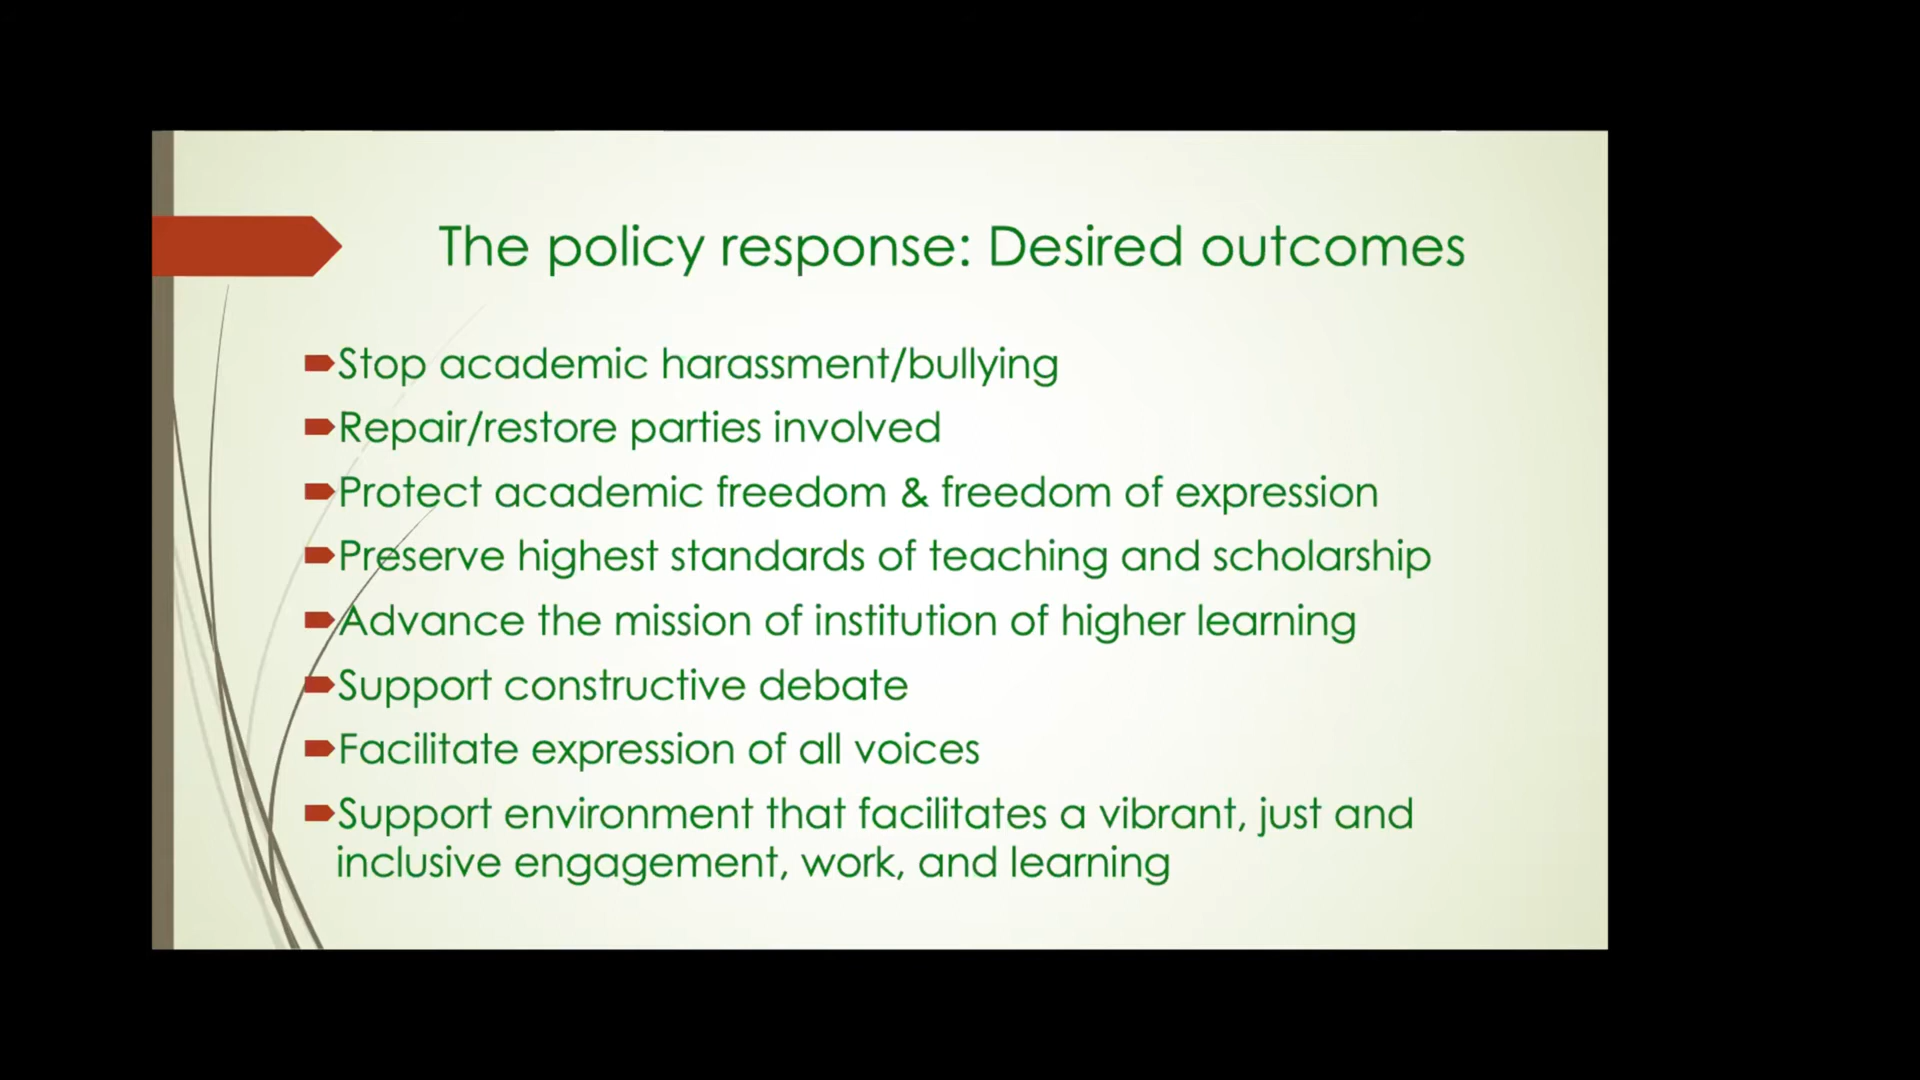 The policy response: Desired outcomes
Stop academic harassment/bullying
Repair/restore parties involved
Protect academic freedom & freedom of expression
Preserve highest standards of teaching and scholarship
Advance the mission of institution of higher learning
Support constructive debate
Facilitate expression of all voices
Support environment that facilitates a vibrant, just and
inclusive engagement, work, and learning